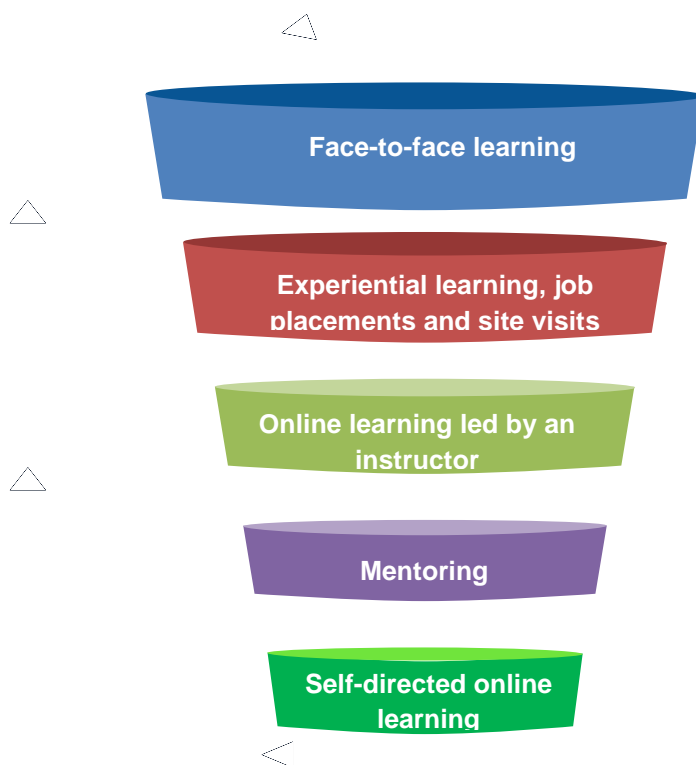 Face-to-face learning
Experiential learning, job
placements and site visits
Online learning led by an
instructor
Mentoring
Self-directed online
learning